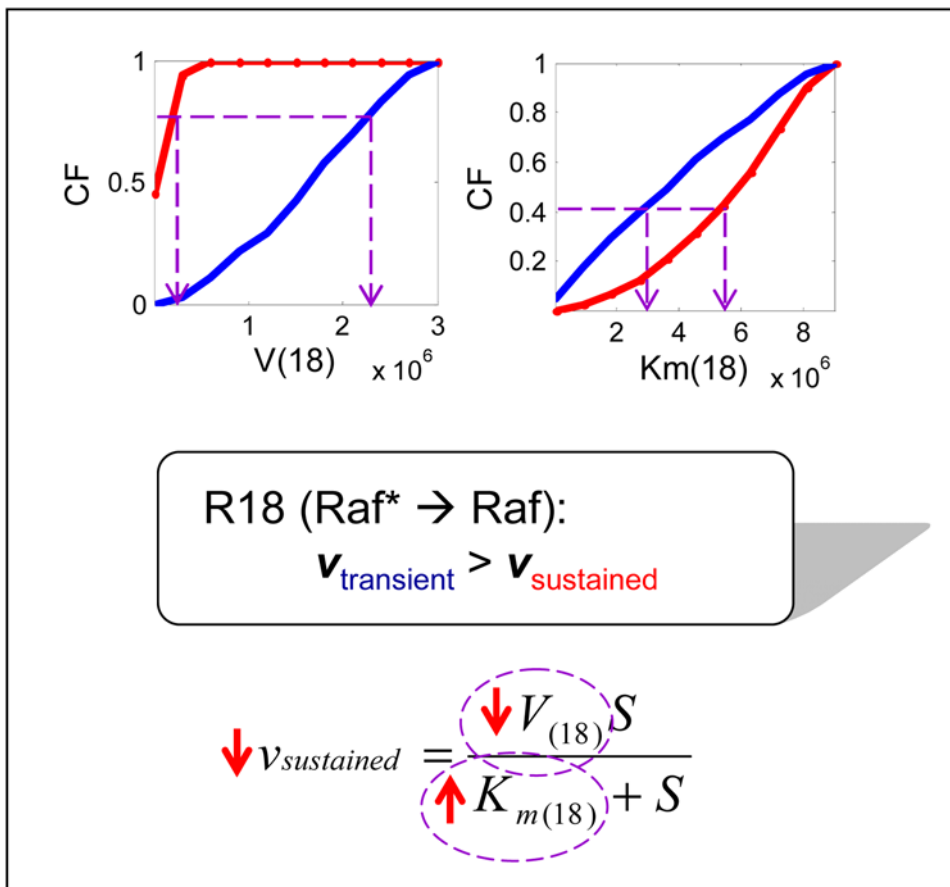 1
0.5
0
CF
1 2 3
V(18) x 10^6
1
0.8
0.6
0.4
0.2
CF
2 4 6 8
Km(18) x 10^6
R18 (Raf* → Raf):
v_transient > v_sustained
↓ v_sustained = ↓ V_(18) S
↑ K_m(18) + S